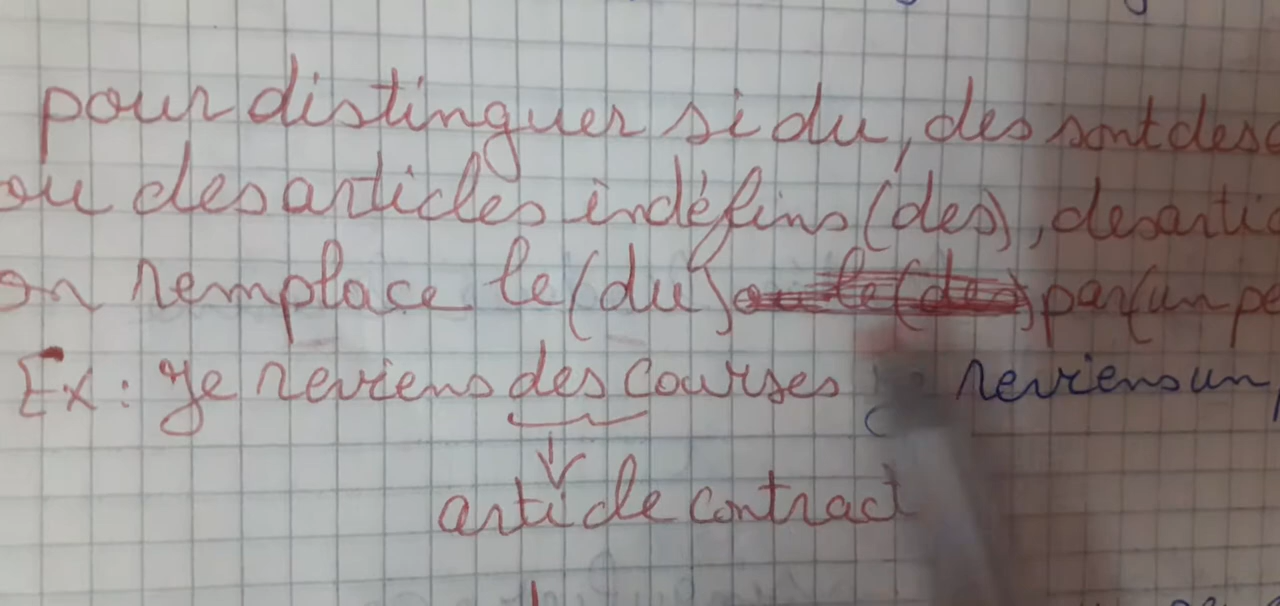 pour distinguer si du, des sont des
ou des articles indéfins (des), des
on remplace le (du) par (un
Ex: je reviens des courses reviens un
article contract